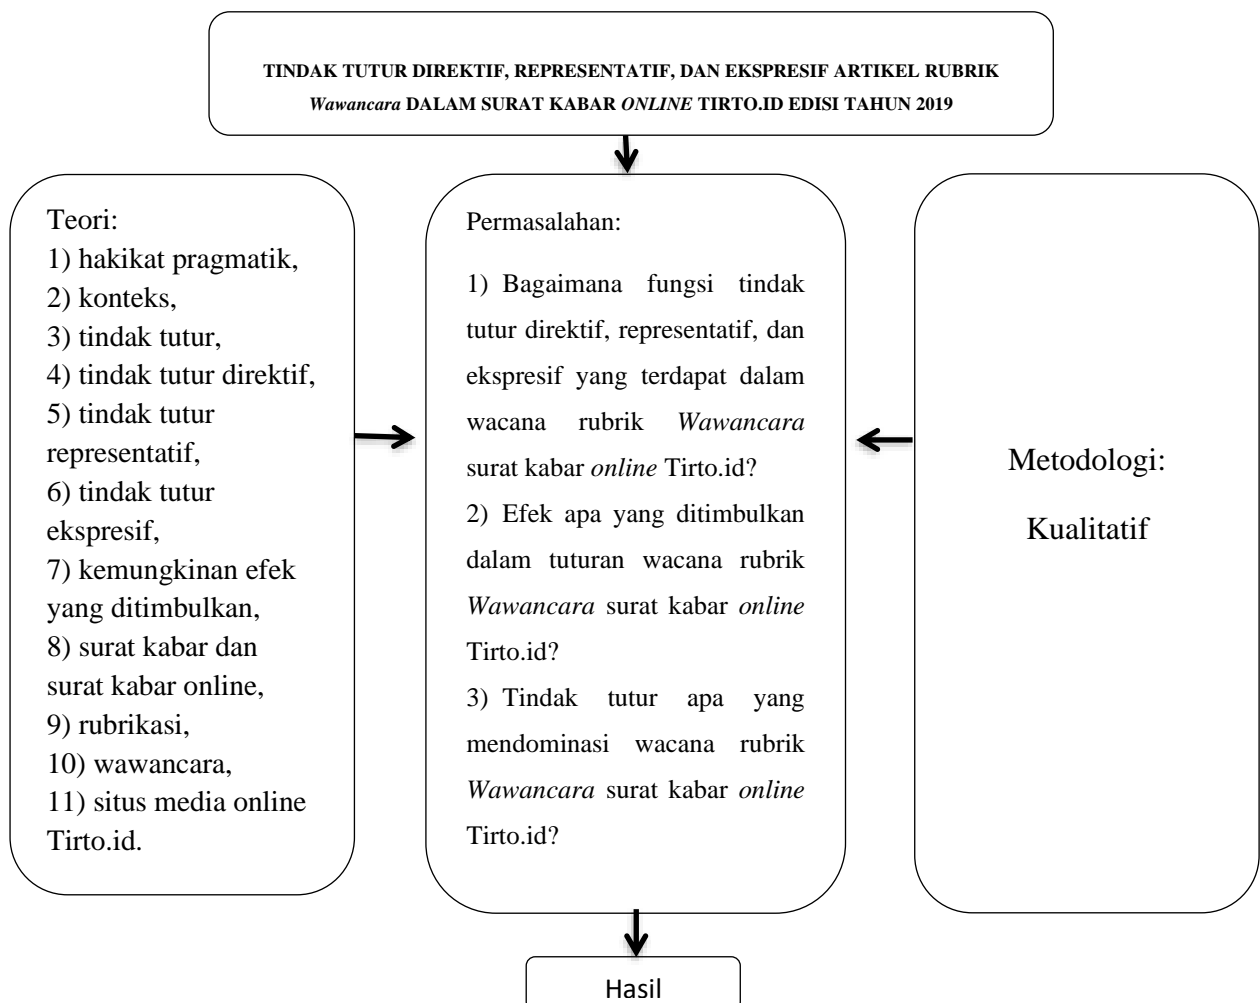 TINDAK TUTUR DIREKTIF, REPRESENTATIF, DAN EKSPRESIF ARTIKEL RUBRIK
Wawancara DALAM SURAT KABAR ONLINE TIRTO.ID EDISI TAHUN 2019
Teori:
1) hakikat pragmatik,
2) konteks,
3) tindak tutur,
4) tindak tutur direktif,
5) tindak tutur
representatif,
6) tindak tutur
ekspresif,
7) kemungkinan efek
yang ditimbulkan,
8) surat kabar dan
surat kabar online,
9) rubrikasi,
10) wawancara,
11) situs media online
Tirto.id.
Permasalahan:
1) Bagaimana fungsi tindak
tutur direktif, representatif, dan
ekspresif yang terdapat dalam
wacana rubrik Wawancara
surat kabar online Tirto.id?
2) Efek apa yang ditimbulkan
dalam tuturan wacana rubrik
Wawancara surat kabar online
Tirto.id?
3) Tindak tutur apa yang
mendominasi wacana rubrik
Wawancara surat kabar online
Tirto.id?
Metodologi:
Kualitatif
Hasil